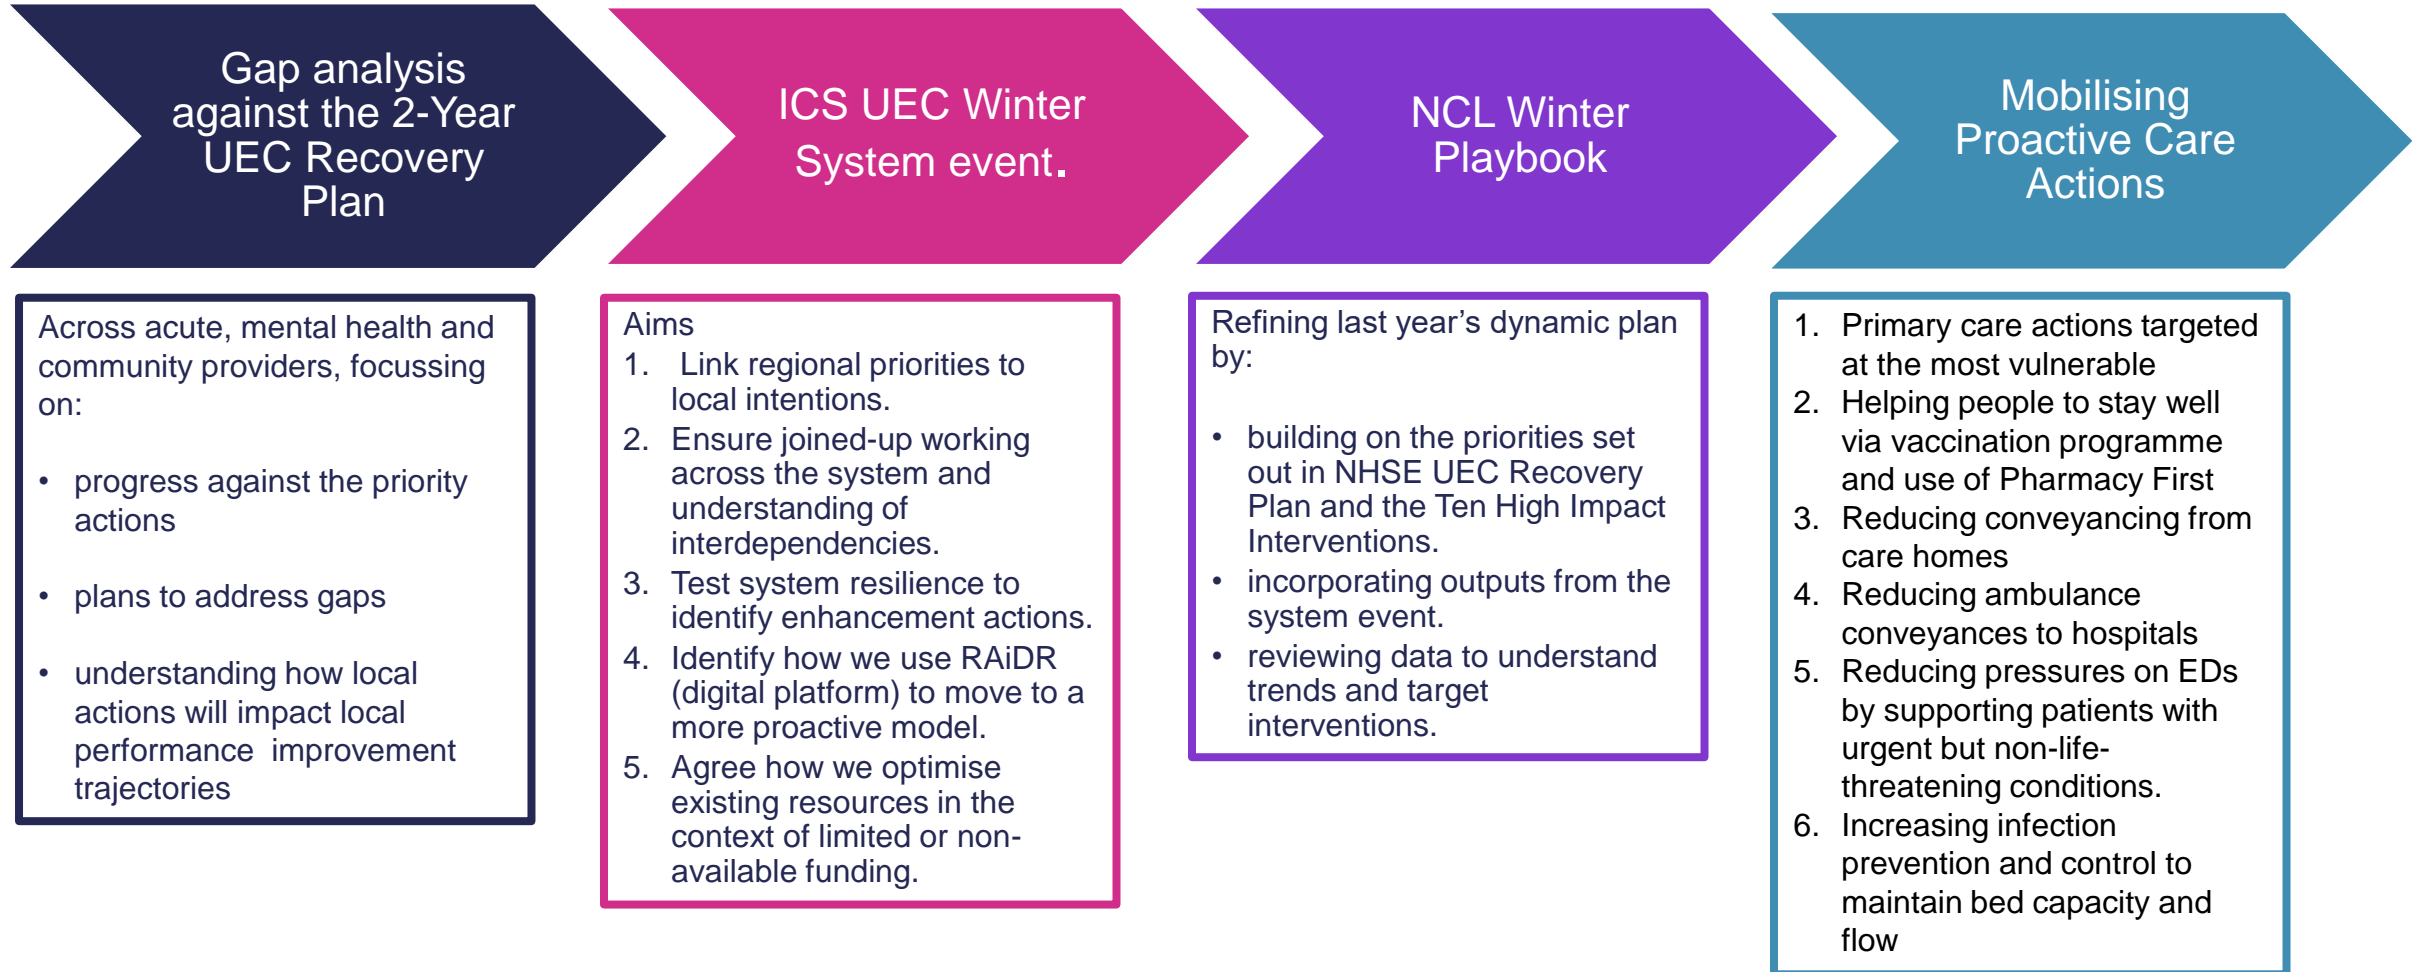 Gap analysis
against the 2-Year
UEC Recovery
Plan
ICS UEC Winter
System event.
NCL Winter
Playbook
Mobilising
Proactive Care
Actions
Across acute, mental health and
community providers, focussing
on:
• progress against the priority
actions
• plans to address gaps
• understanding how local
actions will impact local
performance  improvement
trajectories
Aims
1. Link regional priorities to
local intentions.
2. Ensure joined-up working
across the system and
understanding of
interdependencies.
3. Test system resilience to
identify enhancement actions.
4. Identify how we use RAiDR
(digital platform) to move to a
more proactive model.
5. Agree how we optimise
existing resources in the
context of limited or non-
available funding.
Refining last year’s dynamic plan
by:
• building on the priorities set
out in NHSE UEC Recovery
Plan and the Ten High Impact
Interventions.
• incorporating outputs from the
system event.
• reviewing data to understand
trends and target
interventions.
1. Primary care actions targeted
at the most vulnerable
2. Helping people to stay well
via vaccination programme
and use of Pharmacy First
3. Reducing conveyancing from
care homes
4. Reducing ambulance
conveyances to hospitals
5. Reducing pressures on EDs
by supporting patients with
urgent but non-life-
threatening conditions.
6. Increasing infection
prevention and control to
maintain bed capacity and
flow